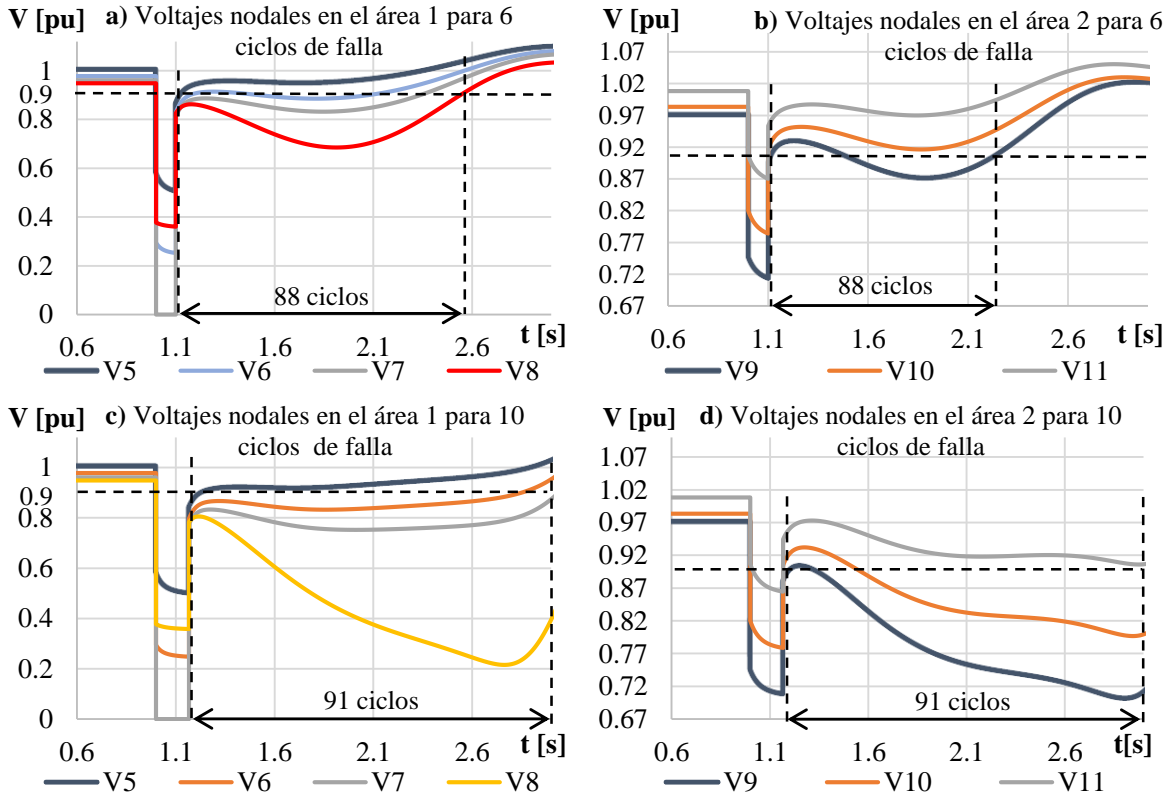 V [pu]
a) Voltajes nodales en el área 1 para 6
ciclos de falla
1
0.9
0.8
0.6
0.4
0.2
0
88 ciclos
0.6
1.1
1.6
2.1
2.6
t [s]
V5
V6
V7
V8
V [pu]
b) Voltajes nodales en el área 2 para 6
ciclos de falla
1.07
1.02
0.97
0.92
0.87
0.82
0.77
0.72
0.67
88 ciclos
0.6
1.1
1.6
2.1
2.6
t [s]
V9
V10
V11
V [pu]
c) Voltajes nodales en el área 1 para 10
ciclos de falla
1
0.9
0.8
0.6
0.4
0.2
0
91 ciclos
0.6
1.1
1.6
2.1
2.6
t [s]
V5
V6
V7
V8
V [pu]
d) Voltajes nodales en el área 2 para 10
ciclos de falla
1.07
1.02
0.97
0.92
0.87
0.82
0.77
0.72
0.67
91 ciclos
0.6
1.1
1.6
2.1
2.6
t[s]
V9
V10
V11